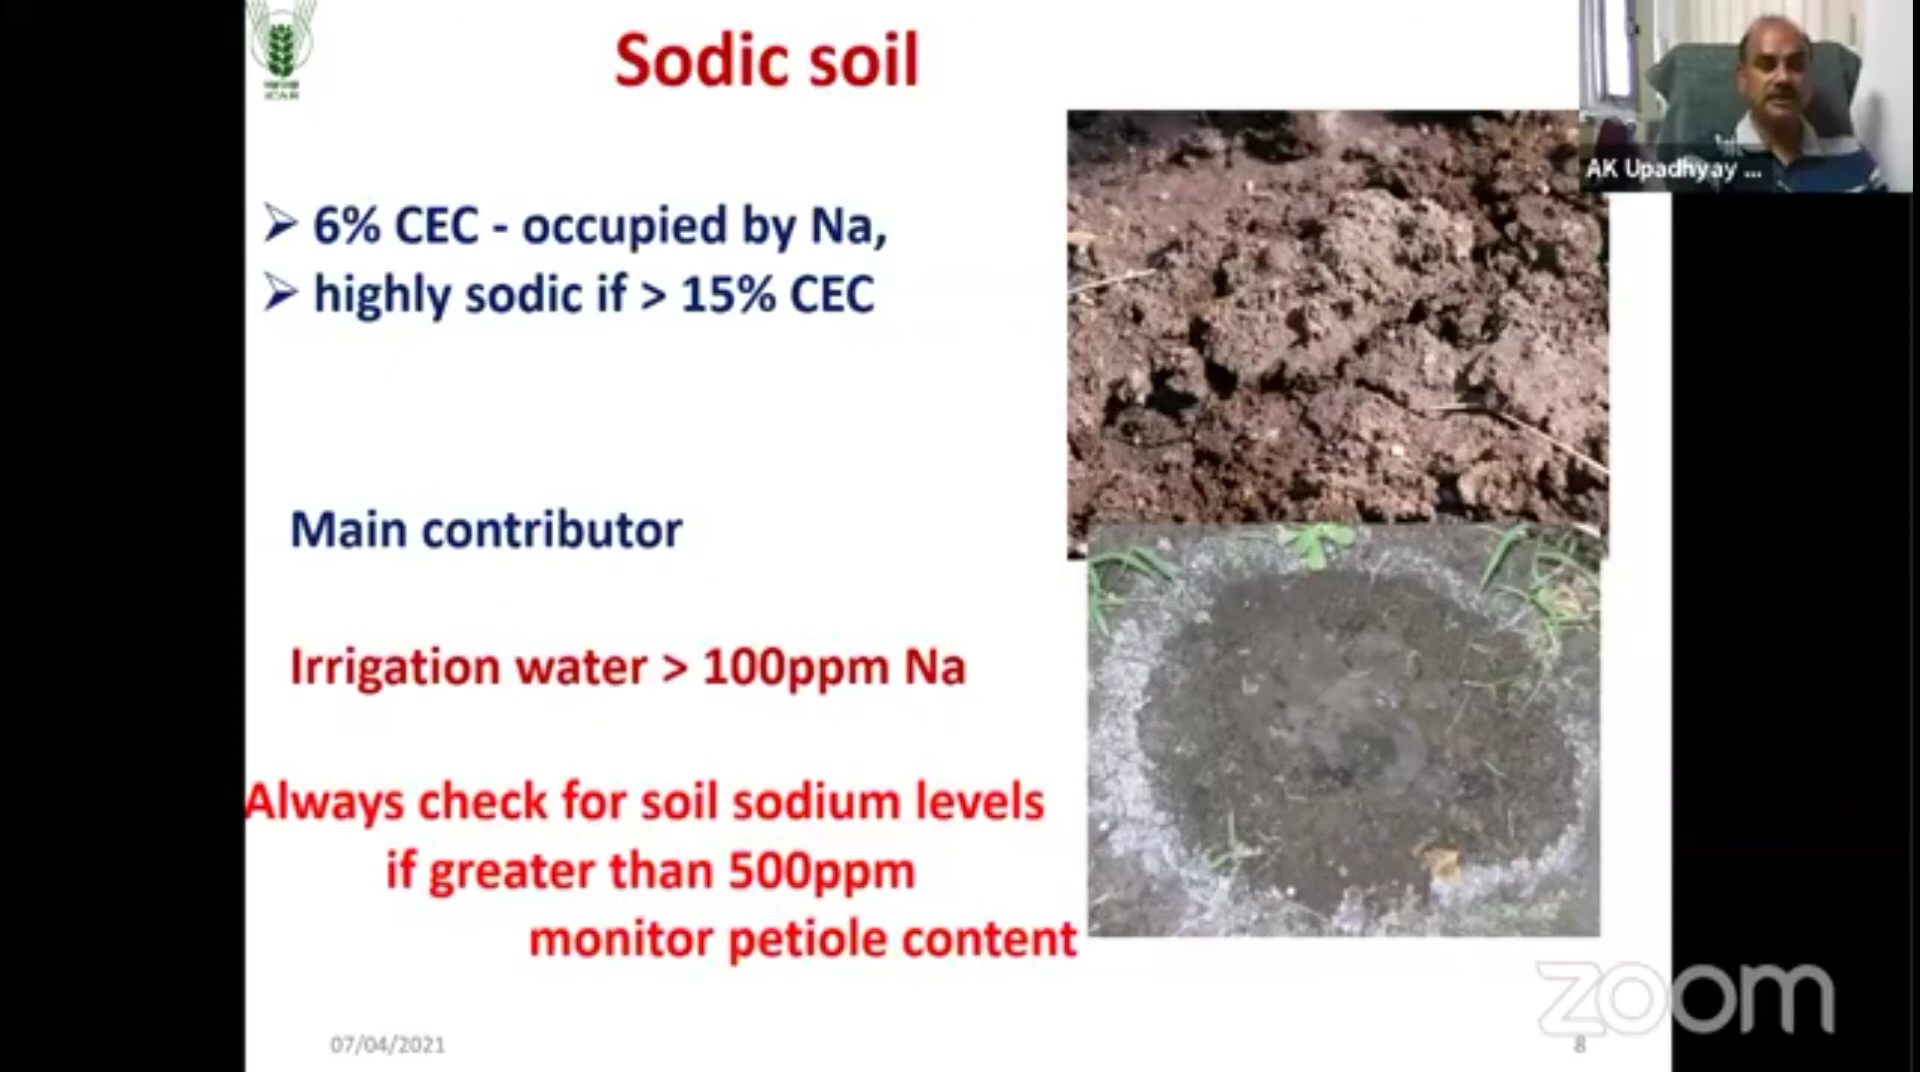 Sodic soil
ICAR
AK Upadhyay ...
➢ 6% CEC - occupied by Na,
➢ highly sodic if > 15% CEC
Main contributor
Irrigation water > 100ppm Na
Always check for soil sodium levels
if greater than 500ppm
monitor petiole content
zoom
07/04/2021
8